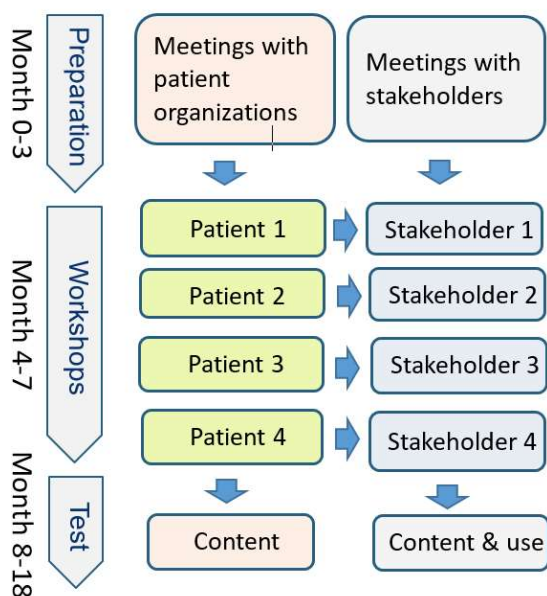 Month 0-3
Preparation
Meetings with
patient
organizations
Meetings with
stakeholders
Month 4-7
Workshops
Patient 1
Stakeholder 1
Patient 2
Stakeholder 2
Patient 3
Stakeholder 3
Patient 4
Stakeholder 4
Month 8-18
Test
Content
Content & use